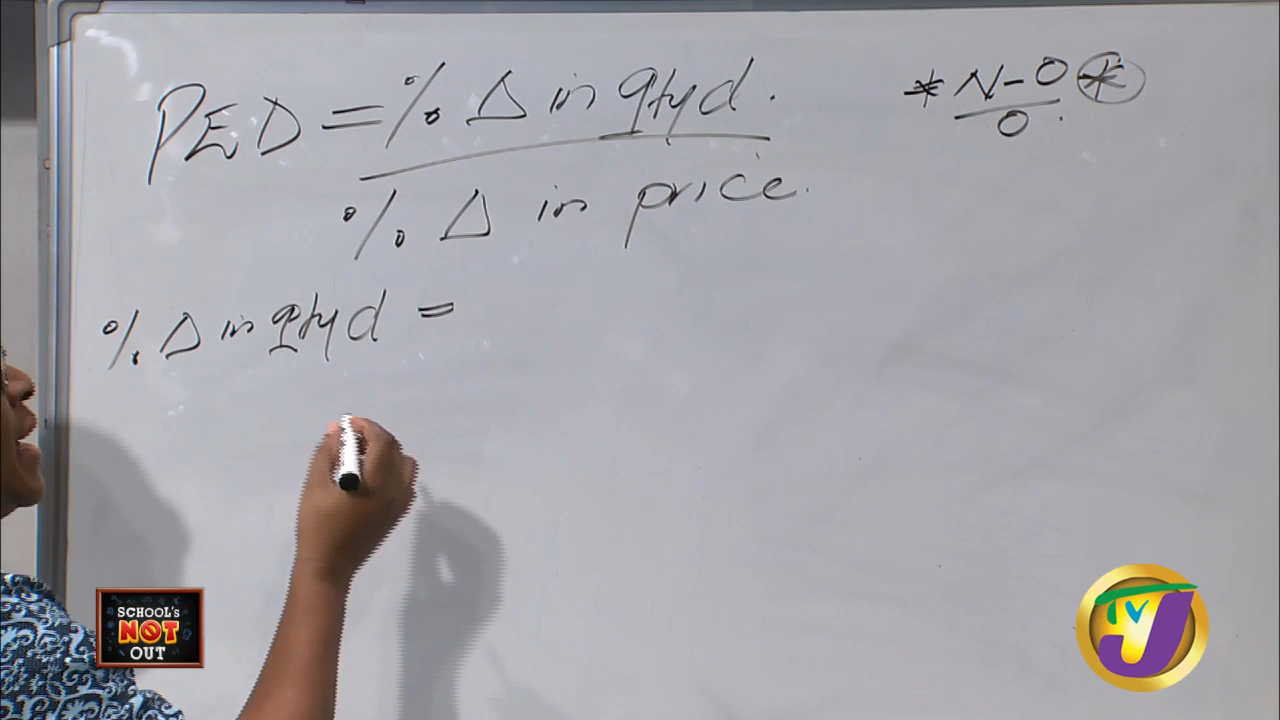 PED = % Δ in qtyd.
% Δ in price.
* N-O *
O
% Δ in qtyd =
SCHOOL'S
NOT
OUT
TVJ